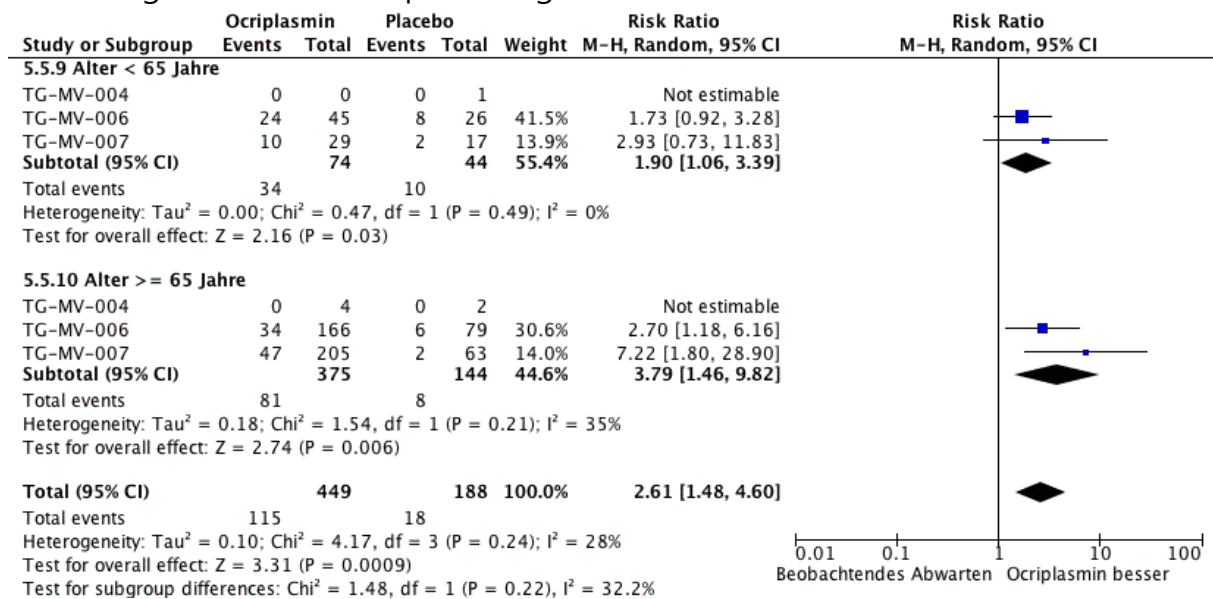 Ocriplasmin Placebo Risk Ratio Risk Ratio
Study or Subgroup Events Total Events Total Weight M-H, Random, 95% CI M-H, Random, 95% CI
5.5.9 Alter < 65 Jahre
TG-MV-004 0 0 0 1 Not estimable
TG-MV-006 24 45 8 26 41.5% 1.73 [0.92, 3.28]
TG-MV-007 10 29 2 17 13.9% 2.93 [0.73, 11.83]
Subtotal (95% CI) 74 44 55.4% 1.90 [1.06, 3.39]
Total events 34 10
Heterogeneity: Tau² = 0.00; Chi² = 0.47, df = 1 (P = 0.49); I² = 0%
Test for overall effect: Z = 2.16 (P = 0.03)
5.5.10 Alter >= 65 Jahre
TG-MV-004 0 4 0 2 Not estimable
TG-MV-006 34 166 6 79 30.6% 2.70 [1.18, 6.16]
TG-MV-007 47 205 2 63 14.0% 7.22 [1.80, 28.90]
Subtotal (95% CI) 375 144 44.6% 3.79 [1.46, 9.82]
Total events 81 8
Heterogeneity: Tau² = 0.18; Chi² = 1.54, df = 1 (P = 0.21); I² = 35%
Test for overall effect: Z = 2.74 (P = 0.006)
Total (95% CI) 449 188 100.0% 2.61 [1.48, 4.60]
Total events 115 18
Heterogeneity: Tau² = 0.10; Chi² = 4.17, df = 3 (P = 0.24); I² = 28%
Test for overall effect: Z = 3.31 (P = 0.0009)
Test for subgroup differences: Chi² = 1.48, df = 1 (P = 0.22), I² = 32.2%
0.01 0.1 1 10 100
Beobachtendes Abwarten Ocriplasmin besser